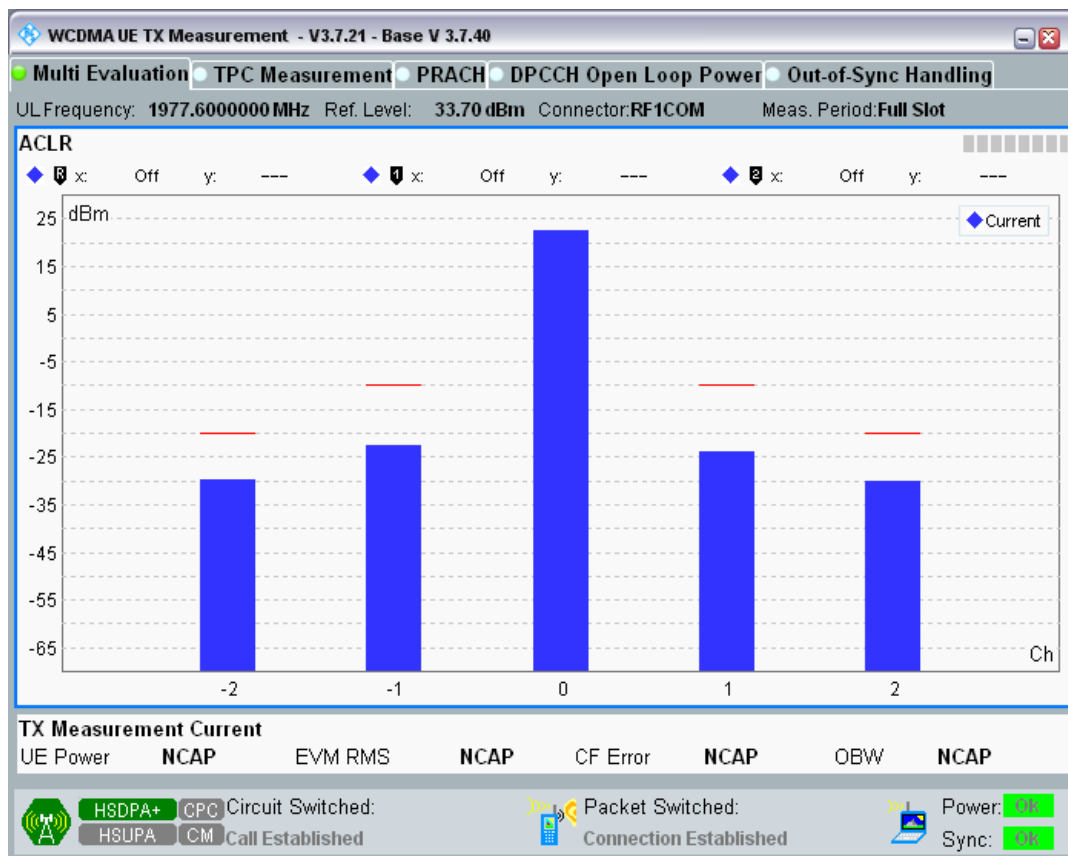 WCDMA UE TX Measurement - V3.7.21 - Base V 3.7.40
Multi Evaluation TPC Measurement PRACH DPCCH Open Loop Power Out-of-Sync Handling
UL Frequency: 1977.6000000 MHz Ref. Level: 33.70 dBm Connector:RF1COM Meas. Period:Full Slot
ACLR
R x: Off y: --- 1 x: Off y: --- 2 x: Off y: ---
dBm
Current
25
15
5
-5
-15
-25
-35
-45
-55
-65
Ch
-2 -1 0 1 2
TX Measurement Current
UE Power NCAP EVM RMS NCAP CF Error NCAP OBW NCAP
HSDPA+ CPC Circuit Switched: Packet Switched: Power: OK
HSUPA CM Call Established Connection Established Sync: OK